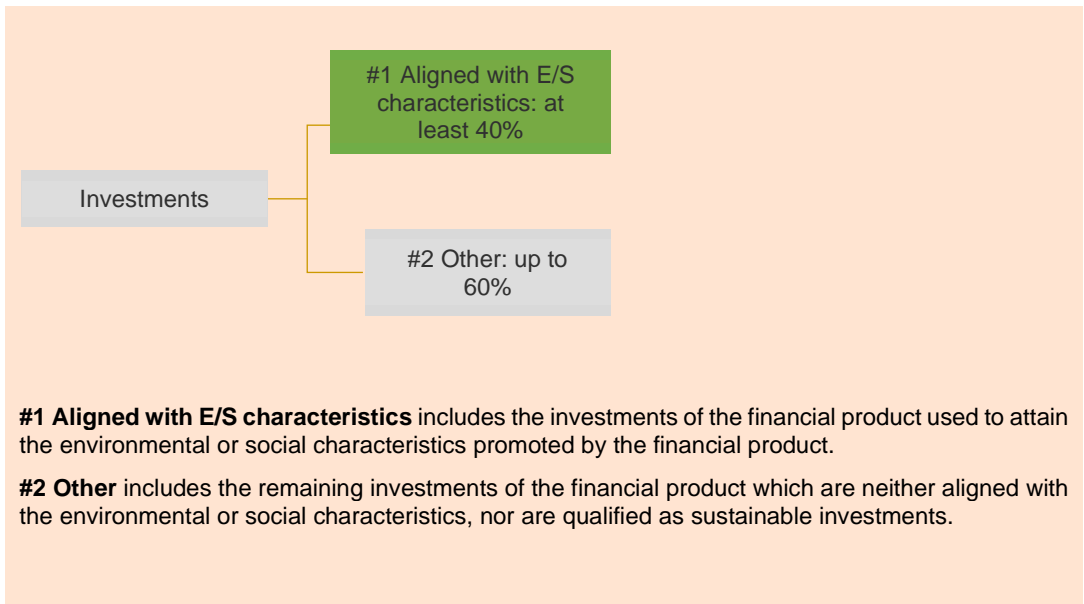 #1 Aligned with E/S
characteristics: at
least 40%
Investments
#2 Other: up to
60%
#1 Aligned with E/S characteristics includes the investments of the financial product used to attain
the environmental or social characteristics promoted by the financial product.
#2 Other includes the remaining investments of the financial product which are neither aligned with
the environmental or social characteristics, nor are qualified as sustainable investments.